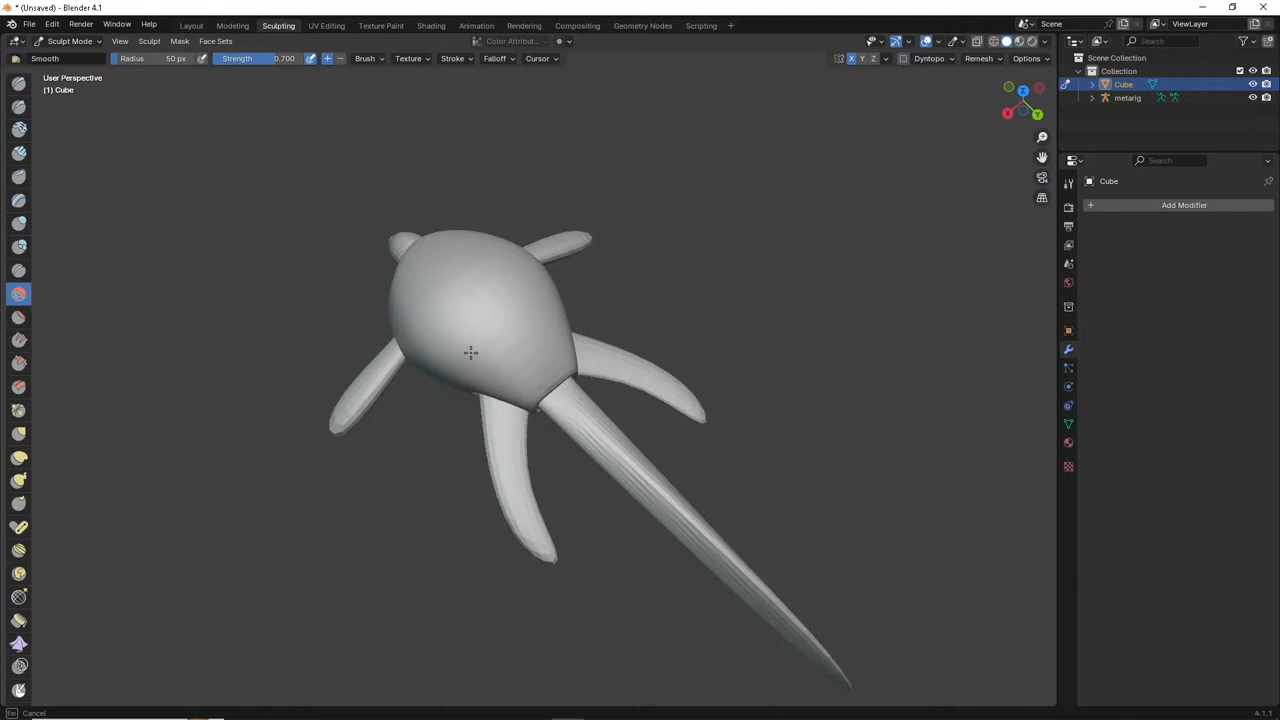 * (Unsaved) - Blender 4.1
File Edit Render Window Help Layout Modeling Sculpting UV Editing Texture Paint Shading Animation Rendering Compositing Geometry Nodes Scripting + Scene ViewLayer
Sculpt Mode View Sculpt Mask Face Sets Color Attribut... Search
Smooth Radius 50 px Strength 0.700 Brush Texture Stroke Falloff Cursor X Y Z Dyntopo Remesh Options
Scene Collection
Collection
Cube
metarig
User Perspective
(1) Cube
Z
X Y
Search
Cube
+ Add Modifier
Cancel 4.1.1